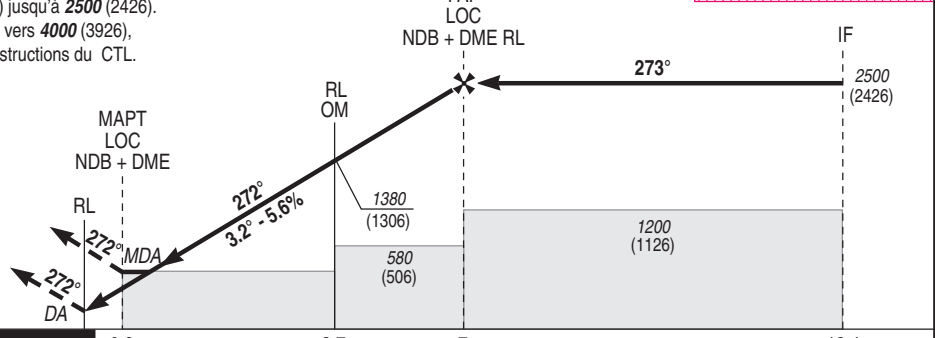 ) jusqu'à 2500 (2426).
vers 4000 (3926),
structions du CTL.
LOC
NDB + DME RL
IF
273°
2500
(2426)
RL
OM
MAPT
LOC
NDB + DME
272°
3.2° - 5.6%
1380
(1306)
RL
1200
(1126)
272°
MDA
580
(506)
272°
DA